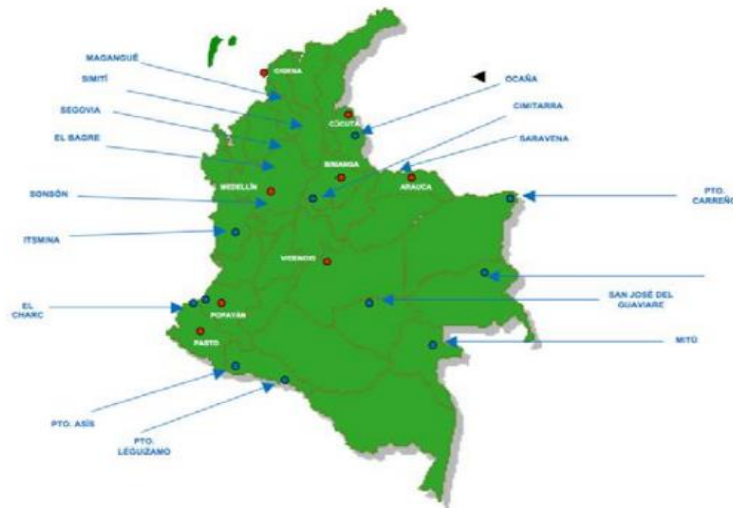 MAGANGUÉ
SIMITÍ
SEGOVIA
EL BAGRE
SONSÓN
ITSMINA
EL
CHARC
PTO. ASÍS
PTO.
LEGUIZAMO
CÚCUTA
MEDELLÍN
ARAUCA
POPAYÁN
PASTO
OCAÑA
CIMITARRA
SARAVENA
PTO.
CARREÑO
SAN JOSÉ DEL
GUAVIARE
MITÚ